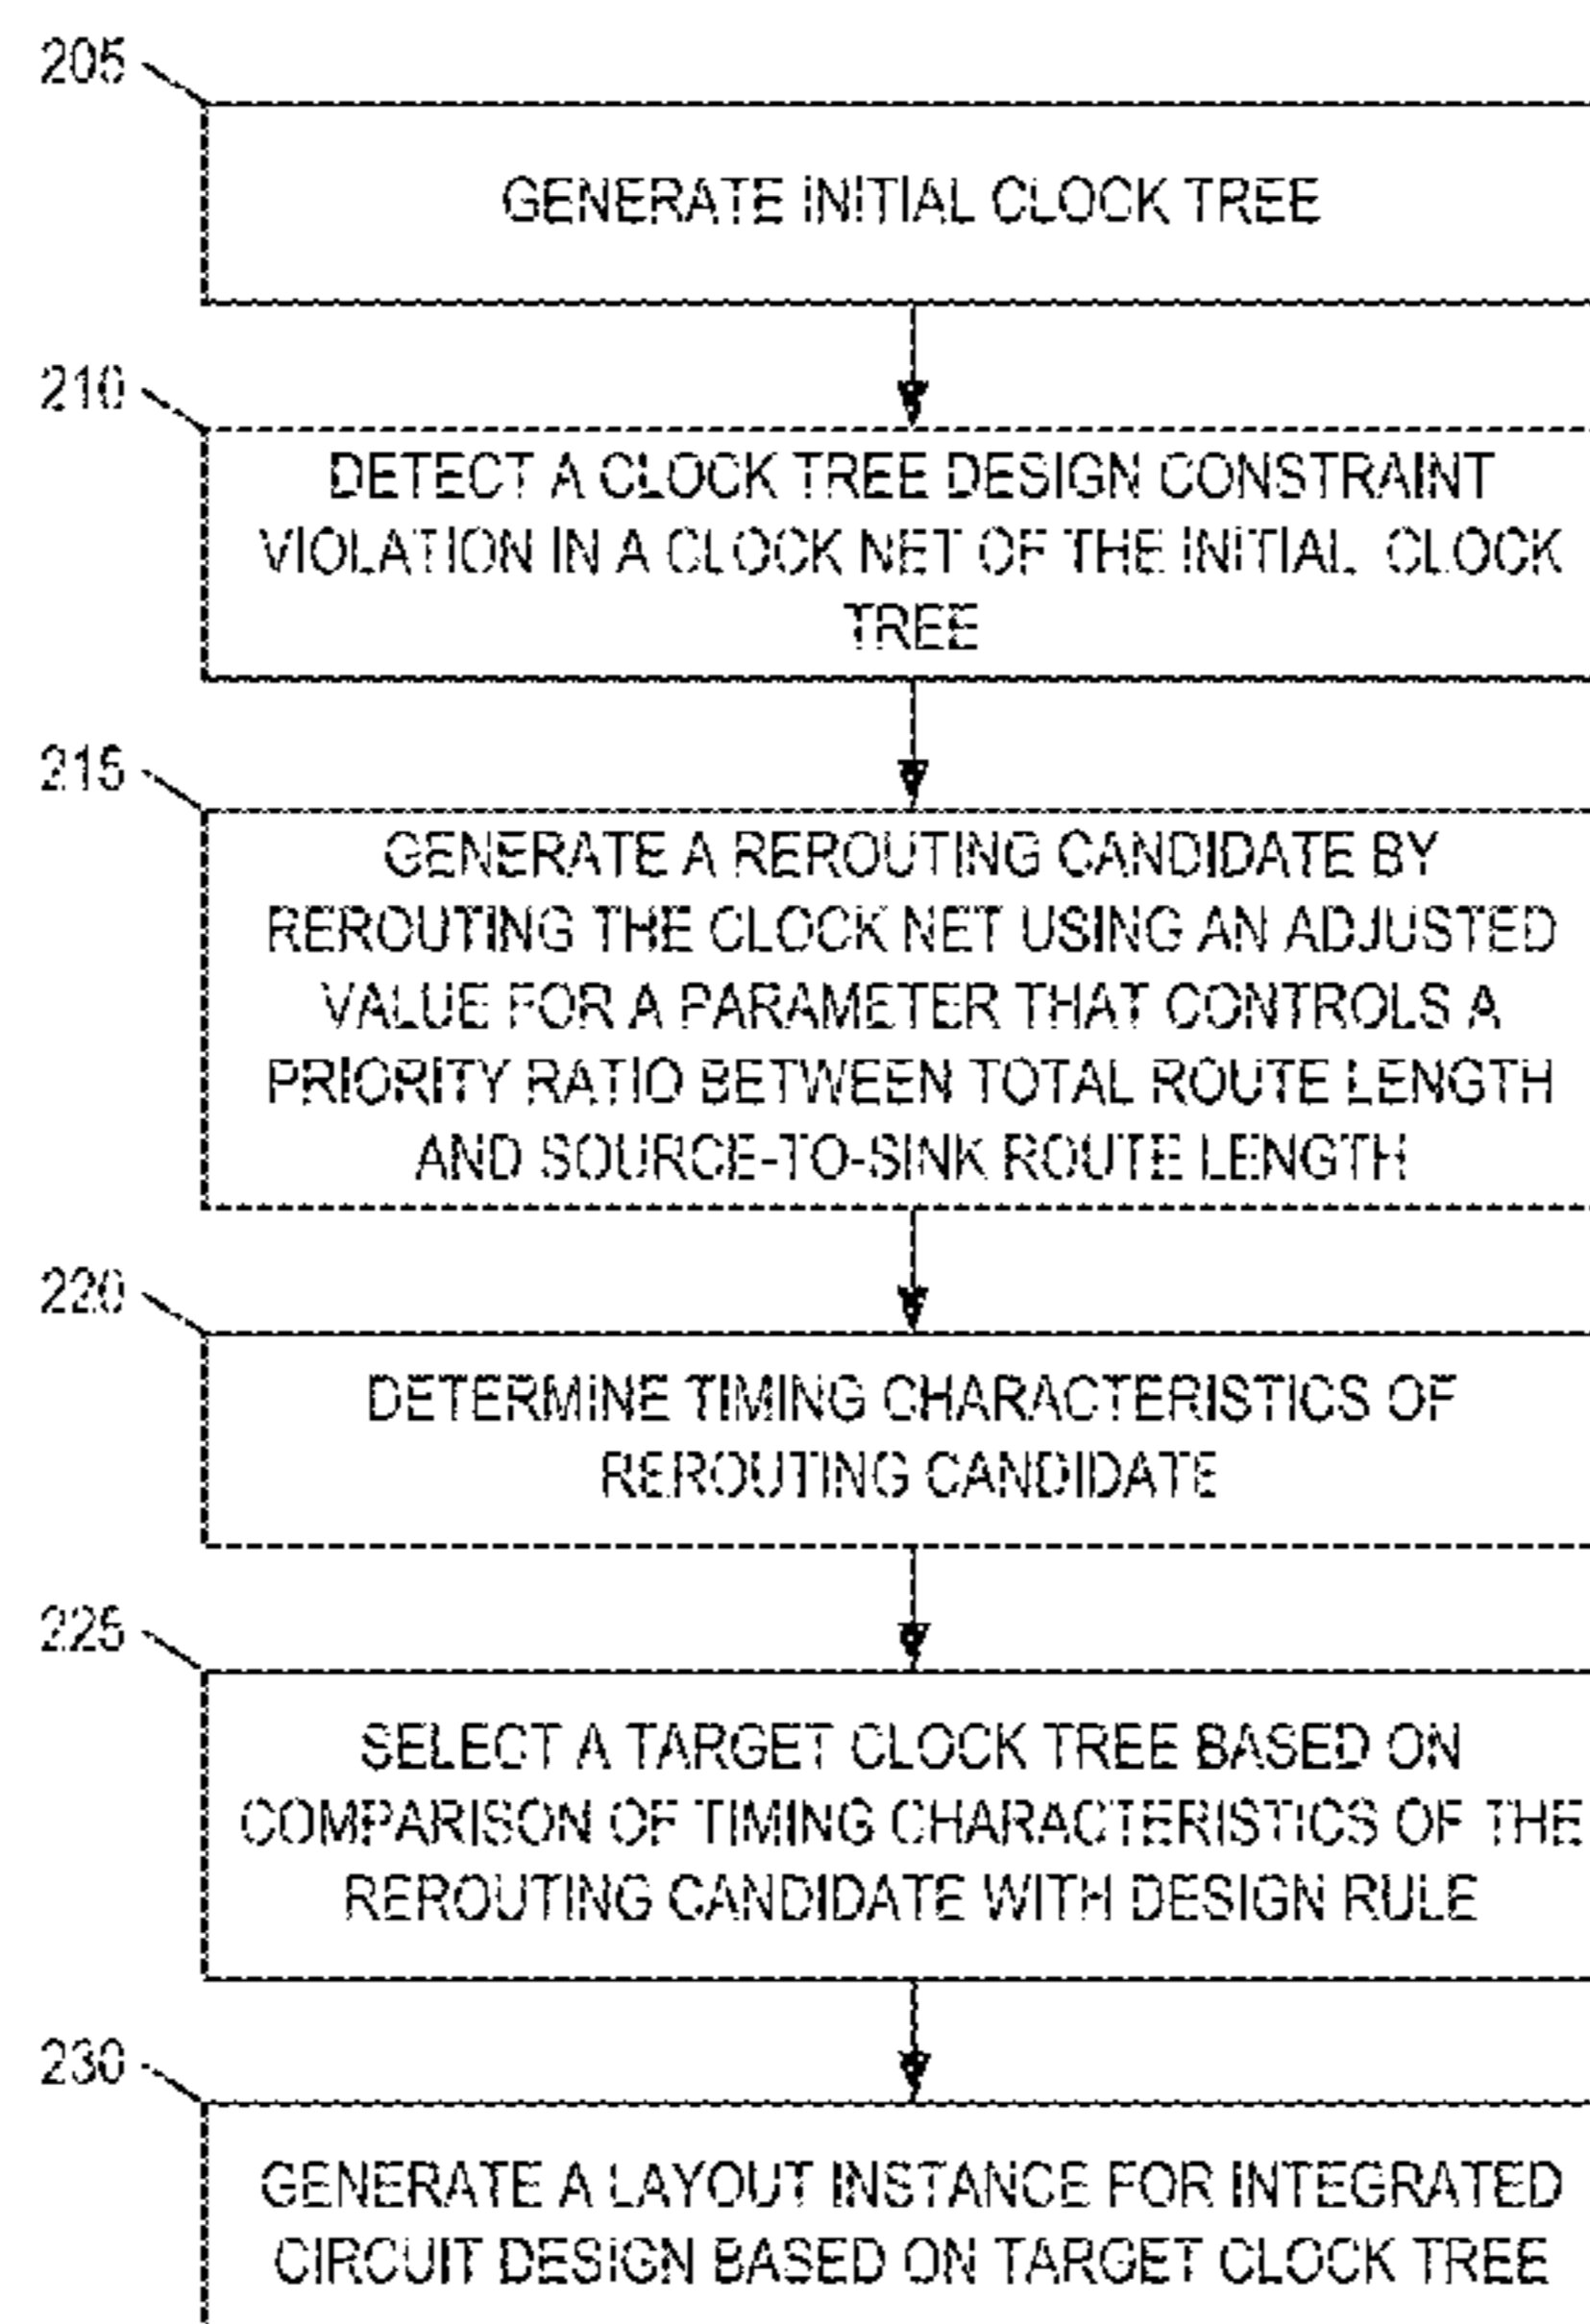 205
GENERATE INITIAL CLOCK TREE
210
DETECT A CLOCK TREE DESIGN CONSTRAINT
VIOLATION IN A CLOCK NET OF THE INITIAL CLOCK
TREE
215
GENERATE A REROUTING CANDIDATE BY
REROUTING THE CLOCK NET USING AN ADJUSTED
VALUE FOR A PARAMETER THAT CONTROLS A
PRIORITY RATIO BETWEEN TOTAL ROUTE LENGTH
AND SOURCE-TO-SINK ROUTE LENGTH
220
DETERMINE TIMING CHARACTERISTICS OF
REROUTING CANDIDATE
225
SELECT A TARGET CLOCK TREE BASED ON
COMPARISON OF TIMING CHARACTERISTICS OF THE
REROUTING CANDIDATE WITH DESIGN RULE
230
GENERATE A LAYOUT INSTANCE FOR INTEGRATED
CIRCUIT DESIGN BASED ON TARGET CLOCK TREE